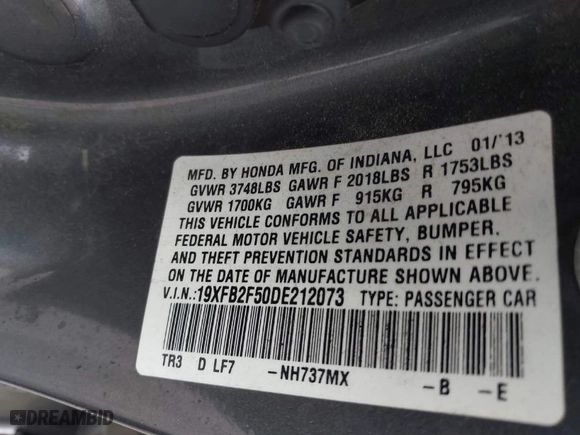 MFD. BY HONDA MFG. OF INDIANA, LLC 01/'13
GVWR 3748LBS GAWR F 2018LBS R 1753LBS
GVWR 1700KG GAWR F 915KG R 795KG
THIS VEHICLE CONFORMS TO ALL APPLICABLE
FEDERAL MOTOR VEHICLE SAFETY, BUMPER,
AND THEFT PREVENTION STANDARDS IN EFFECT
ON THE DATE OF MANUFACTURE SHOWN ABOVE.
V.I.N.:19XFB2F50DE212073 TYPE: PASSENGER CAR
TR3 D LF7 -NH737MX -B -E
DREAMBID